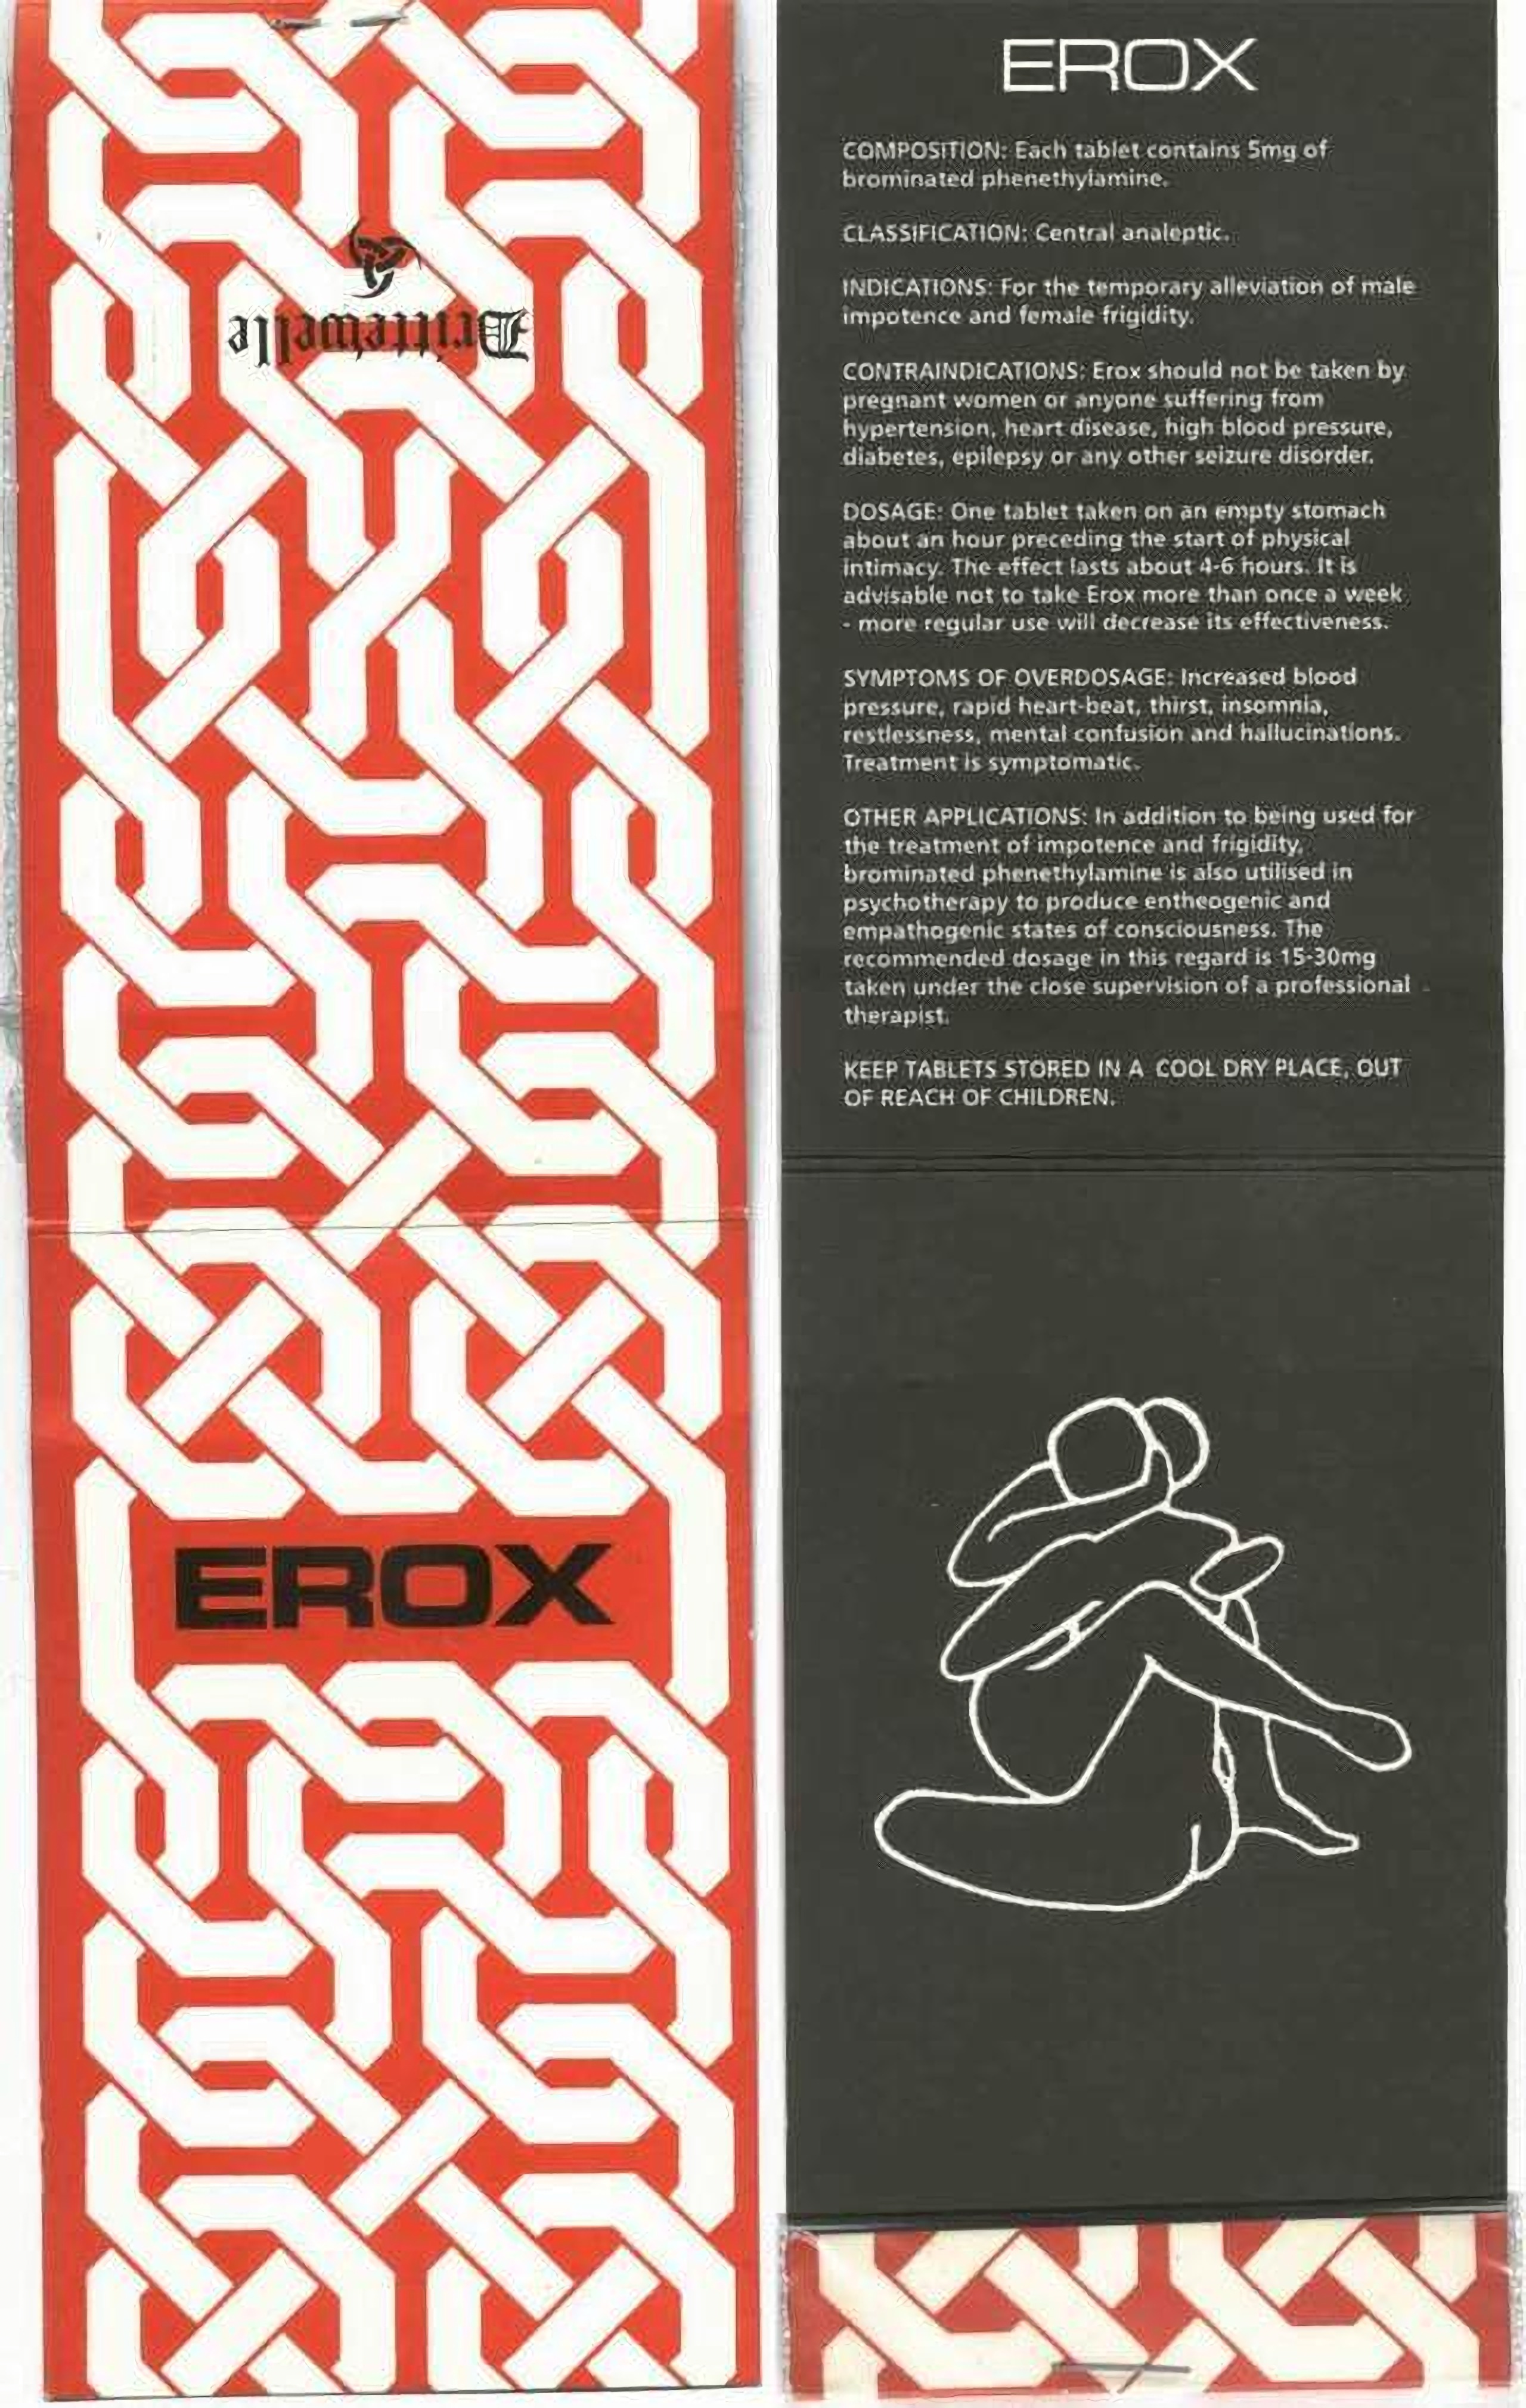 Drittewelle
EROX
EROX
COMPOSITION: Each tablet contains 5mg of
brominated phenethylamine.
CLASSIFICATION: Central analeptic.
INDICATIONS: For the temporary alleviation of male
impotence and female frigidity.
CONTRAINDICATIONS: Erox should not be taken by
pregnant women or anyone suffering from
hypertension, heart disease, high blood pressure,
diabetes, epilepsy or any other seizure disorder.
DOSAGE: One tablet taken on an empty stomach
about an hour preceding the start of physical
intimacy. The effect lasts about 4-6 hours. It is
advisable not to take Erox more than once a week
- more regular use will decrease its effectiveness.
SYMPTOMS OF OVERDOSAGE: Increased blood
pressure, rapid heart-beat, thirst, insomnia,
restlessness, mental confusion and hallucinations.
Treatment is symptomatic.
OTHER APPLICATIONS: In addition to being used for
the treatment of impotence and frigidity,
brominated phenethylamine is also utilised in
psychotherapy to produce entheogenic and
empathogenic states of consciousness. The
recommended dosage in this regard is 15-30mg
taken under the close supervision of a professional
therapist.
KEEP TABLETS STORED IN A COOL DRY PLACE, OUT
OF REACH OF CHILDREN.